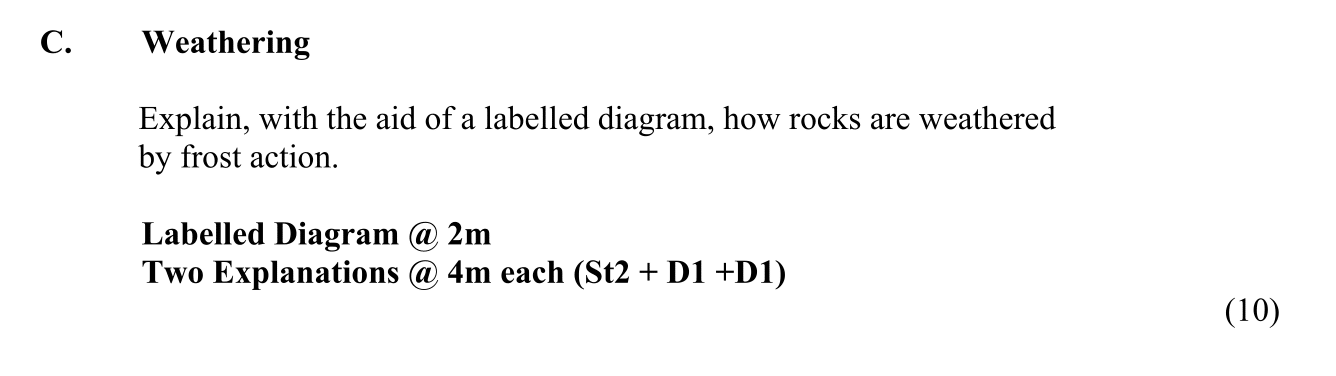 C. Weathering
Explain, with the aid of a labelled diagram, how rocks are weathered
by frost action.
Labelled Diagram @ 2m
Two Explanations @ 4m each (St2 + D1 +D1)
(10)